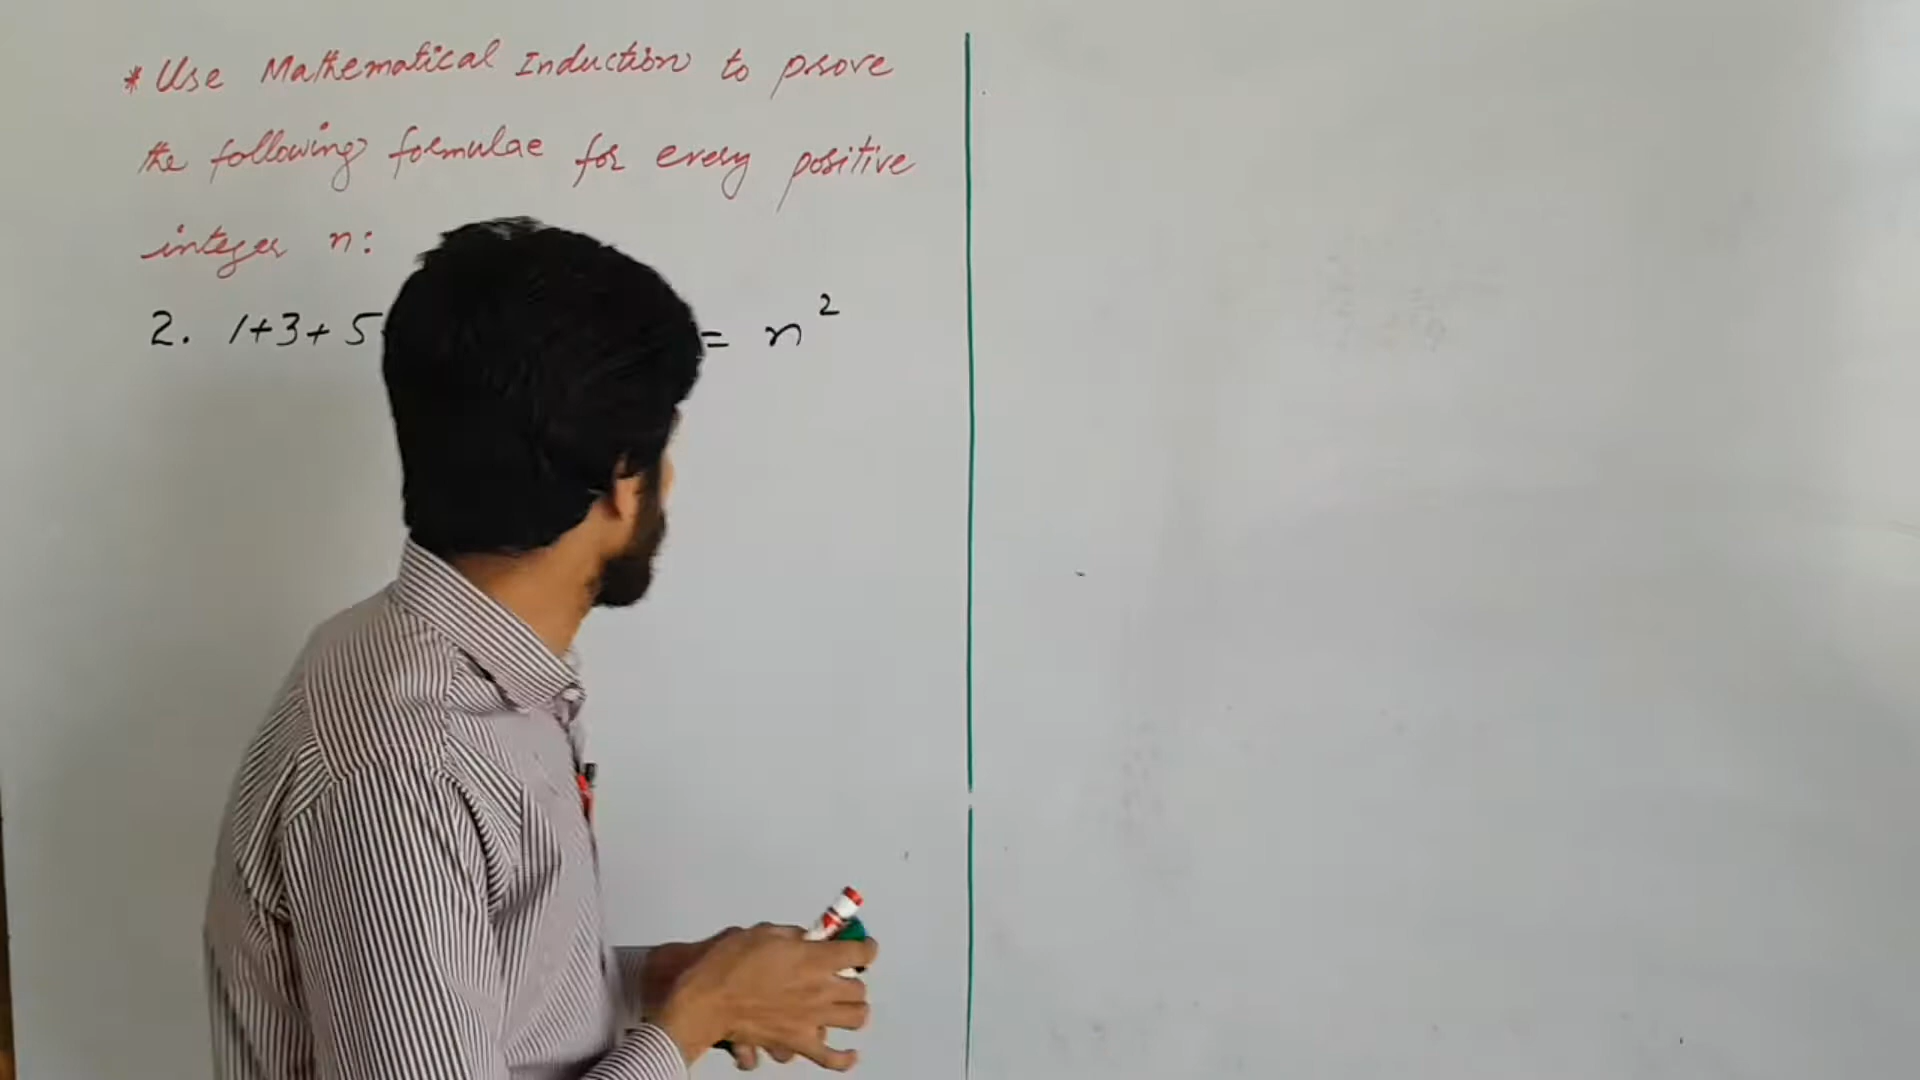 * Use Mathematical Induction to prove
the following formulae for every positive
integer n:
2. 1+3+5 = n²